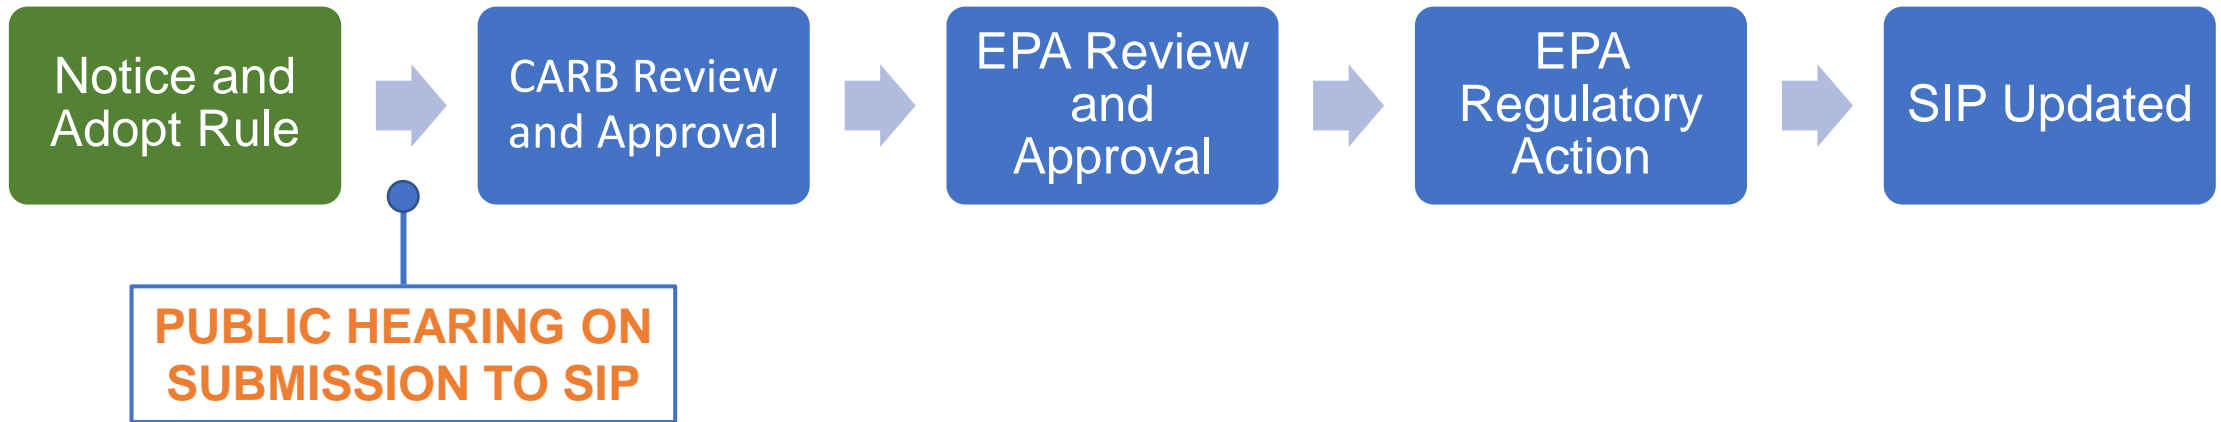 Notice and
Adopt Rule
CARB Review
and Approval
EPA Review
and
Approval
EPA
Regulatory
Action
SIP Updated
PUBLIC HEARING ON
SUBMISSION TO SIP